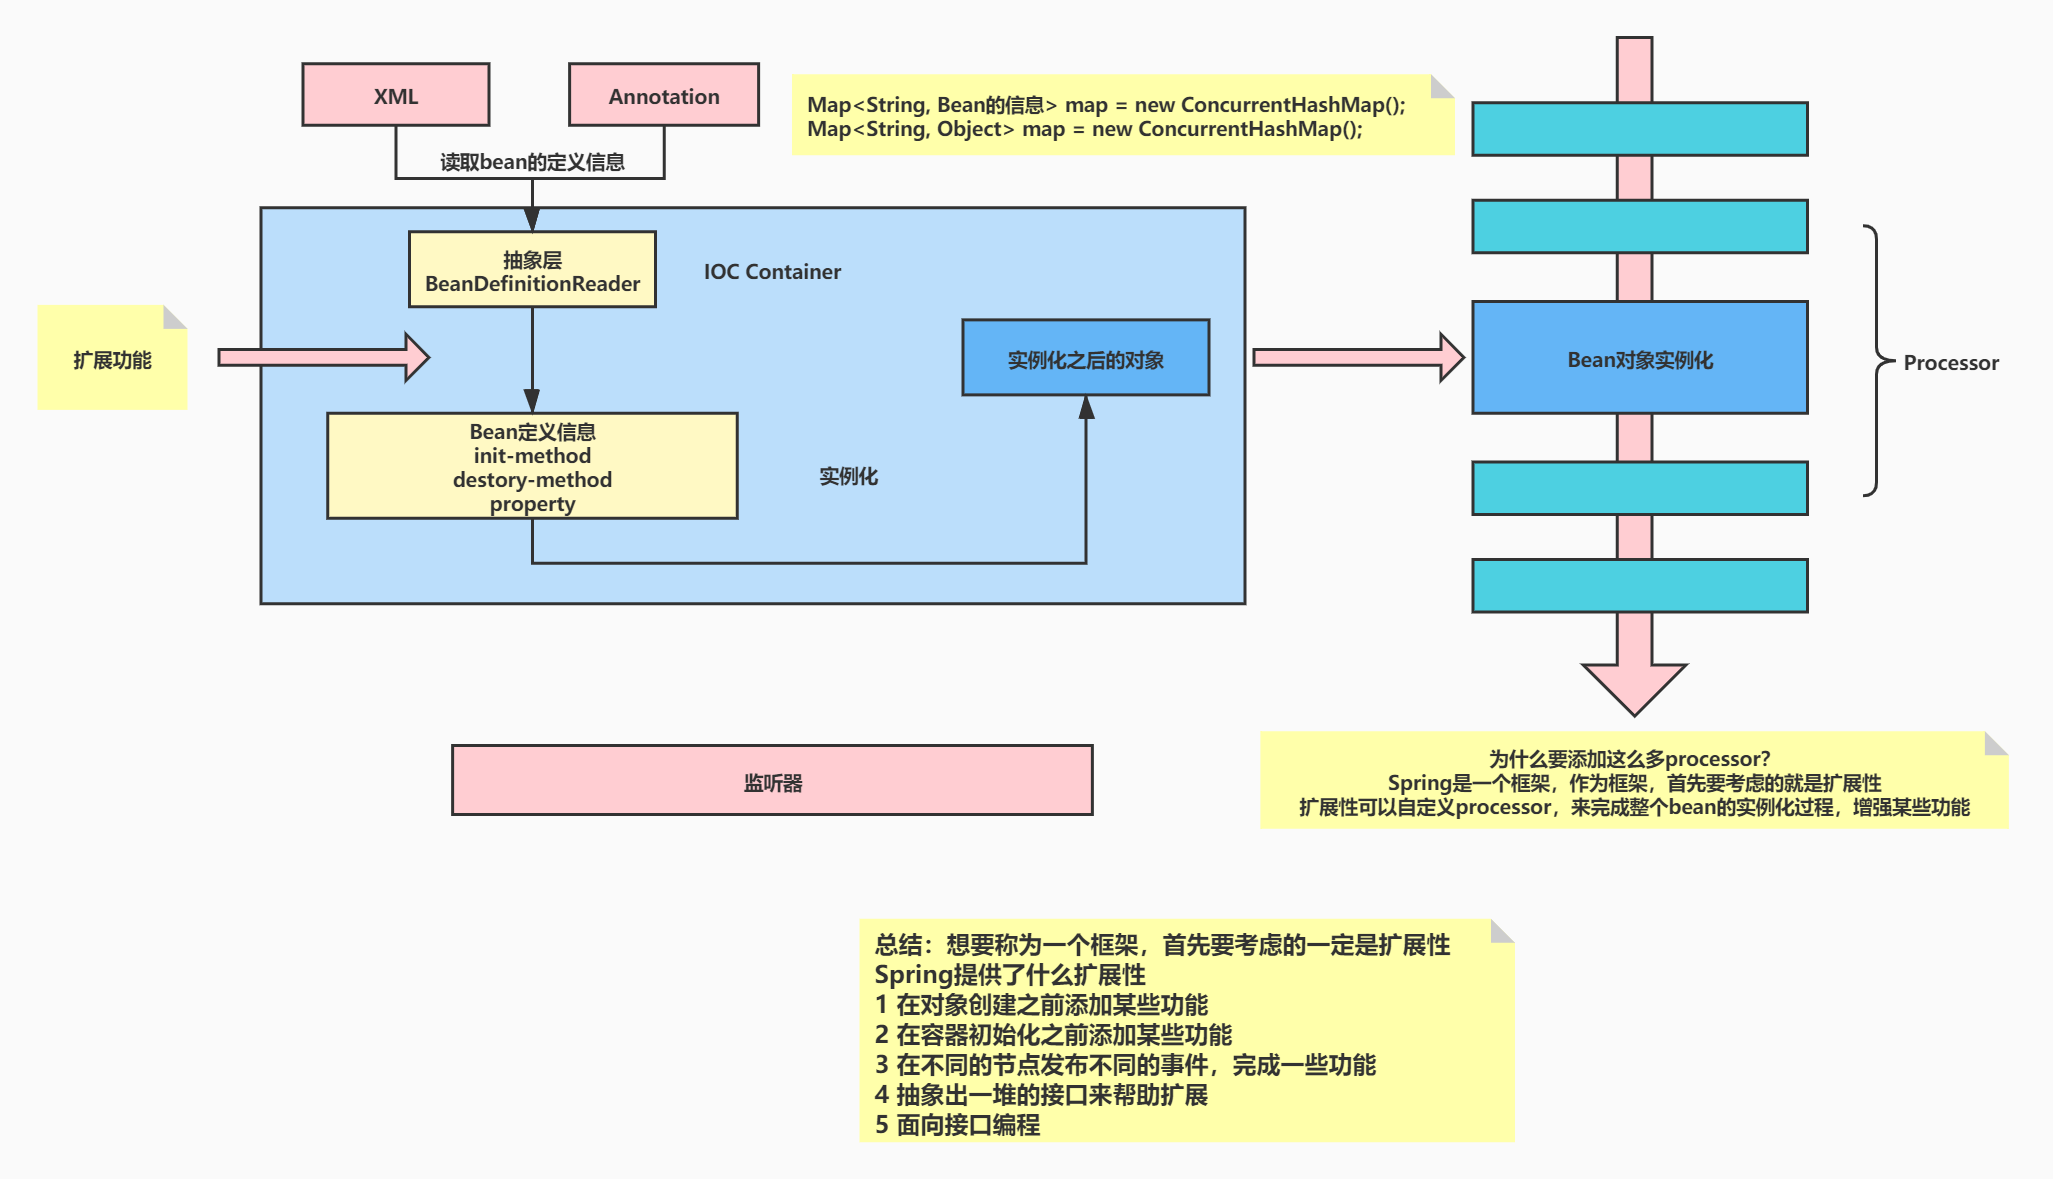 XML
Annotation
读取bean的定义信息
Map<String, Bean的信息> map = new ConcurrentHashMap();
Map<String, Object> map = new ConcurrentHashMap();
抽象层
BeanDefinitionReader
IOC Container
扩展功能
实例化之后的对象
Bean对象实例化
Processor
Bean定义信息
init-method
destory-method
property
实例化
监听器
为什么要添加这么多processor?
Spring是一个框架，作为框架，首先要考虑的就是扩展性
扩展性可以自定义processor，来完成整个bean的实例化过程，增强某些功能
总结：想要称为一个框架，首先要考虑的一定是扩展性
Spring提供了什么扩展性
1 在对象创建之前添加某些功能
2 在容器初始化之前添加某些功能
3 在不同的节点发布不同的事件，完成一些功能
4 抽象出一堆的接口来帮助扩展
5 面向接口编程